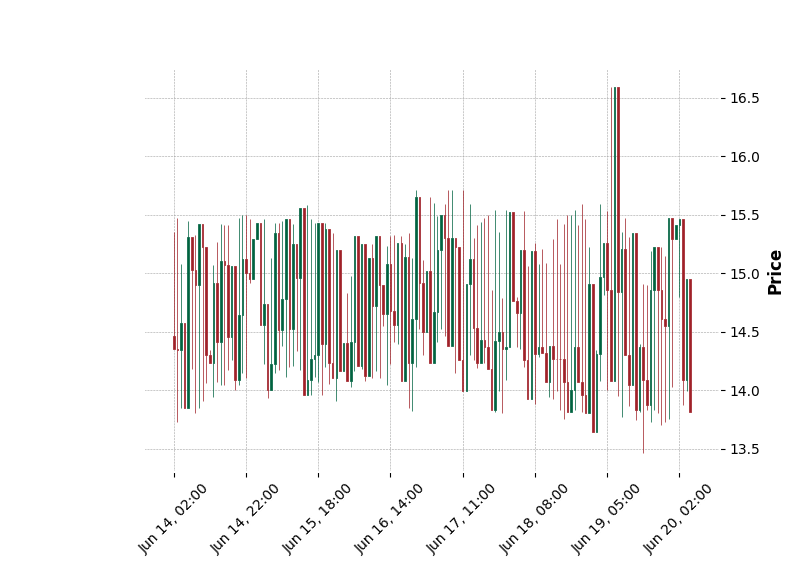 16.5
16.0
15.5
15.0
14.5
14.0
13.5
Price
Jun 14, 02:00
Jun 14, 22:00
Jun 15, 18:00
Jun 16, 14:00
Jun 17, 11:00
Jun 18, 08:00
Jun 19, 05:00
Jun 20, 02:00